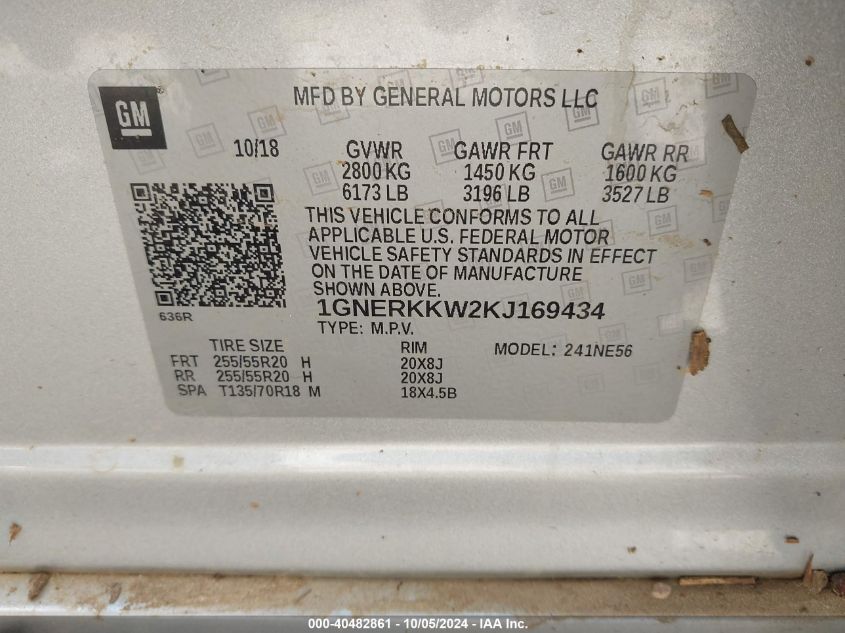 GM
MFD BY GENERAL MOTORS LLC
10/18 GVWR GAWR FRT GAWR RR
2800 KG 1450 KG 1600 KG
6173 LB 3196 LB 3527 LB
THIS VEHICLE CONFORMS TO ALL
APPLICABLE U.S. FEDERAL MOTOR
VEHICLE SAFETY STANDARDS IN EFFECT
ON THE DATE OF MANUFACTURE
SHOWN ABOVE.
636R
1GNERKKW2KJ169434
TYPE: M.P.V.
TIRE SIZE RIM MODEL: 241NE56
FRT 255/55R20 H 20X8J
RR 255/55R20 H 20X8J
SPA T135/70R18 M 18X4.5B
000-40482861 - 10/05/2024 - IAA Inc.